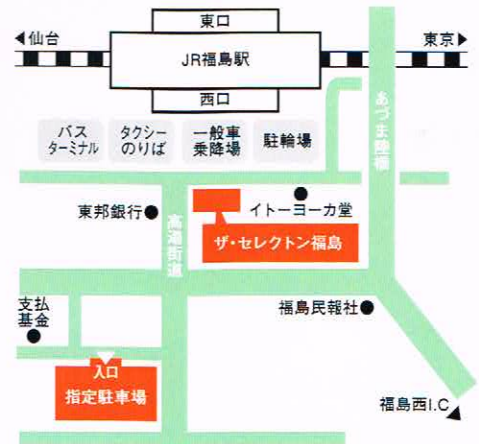 東口
◀仙台
東京▶
JR福島駅
西口
バス
ターミナル
タクシー
のりば
一般車
乗降場
駐輪場
あづま陸橋
東邦銀行
高湯街道
イトーヨーカ堂
ザ・セレクトン福島
支払
基金
福島民報社
入口
指定駐車場
福島西I.C